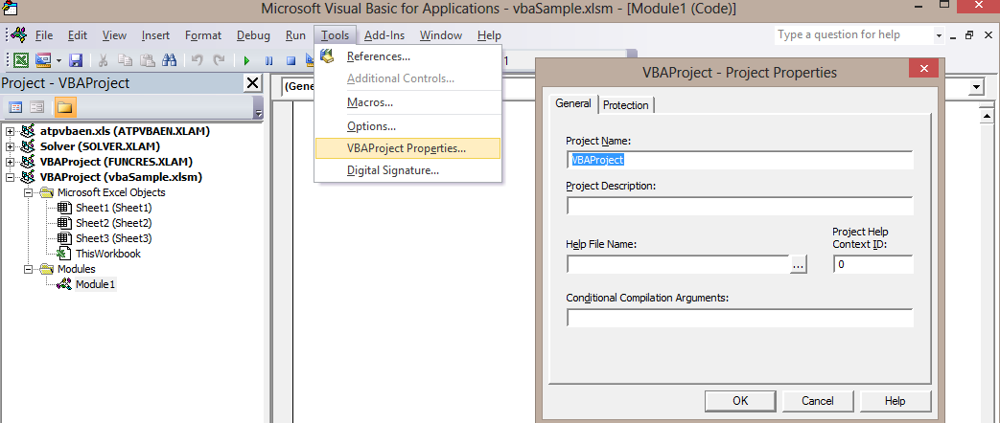 Microsoft Visual Basic for Applications - vbaSample.xlsm - [Module1 (Code)]
File Edit View Insert Format Debug Run Tools Add-Ins Window Help Type a question for help
Project - VBAProject
atpvbaen.xls (ATPVBAEN.XLAM)
Solver (SOLVER.XLAM)
VBAProject (FUNCRES.XLAM)
VBAProject (vbaSample.xlsm)
Microsoft Excel Objects
Sheet1 (Sheet1)
Sheet2 (Sheet2)
Sheet3 (Sheet3)
ThisWorkbook
Modules
Module1
References...
Additional Controls...
Macros...
Options...
VBAProject Properties...
Digital Signature...
1
(Gene
VBAProject - Project Properties
General Protection
Project Name:
VBAProject
Project Description:
Help File Name:
...
Project Help
Context ID:
0
Conditional Compilation Arguments:
OK Cancel Help